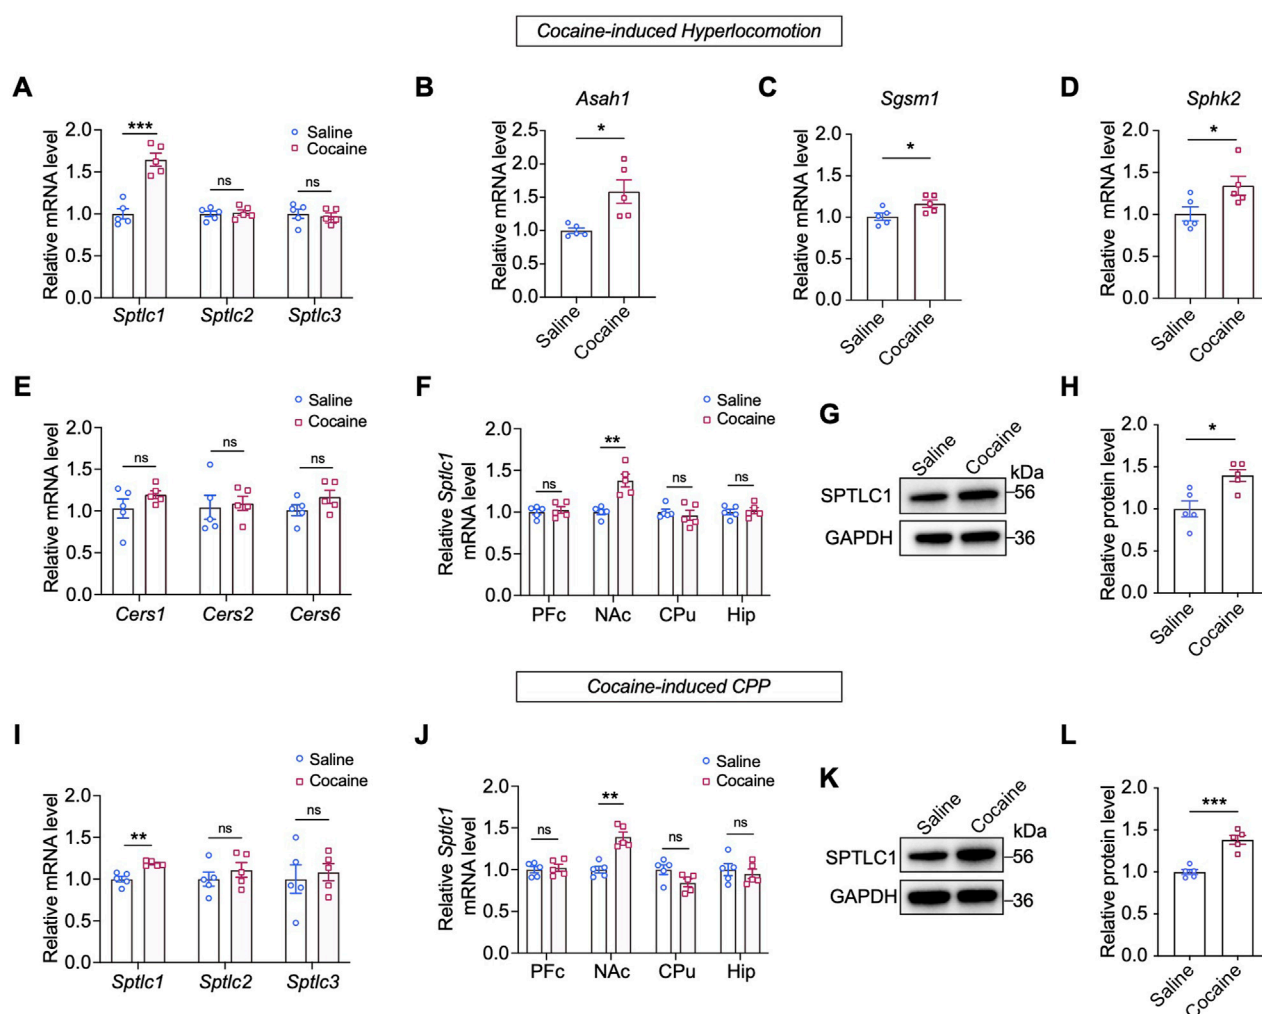 Cocaine-induced Hyperlocomotion
A
Relative mRNA level
2.0
1.5
1.0
0.5
0.0
***
ns
ns
Saline
Cocaine
Sptlc1 Sptlc2 Sptlc3
B
Asah1
Relative mRNA level
2.5
2.0
1.5
1.0
0.5
0.0
*
Saline
Cocaine
C
Sgsm1
Relative mRNA level
2.0
1.5
1.0
0.5
0.0
*
Saline
Cocaine
D
Sphk2
Relative mRNA level
2.0
1.5
1.0
0.5
0.0
*
Saline
Cocaine
E
Relative mRNA level
2.0
1.5
1.0
0.5
0.0
Saline
Cocaine
ns
ns
ns
Cers1 Cers2 Cers6
F
Relative Sptlc1
mRNA level
2.0
1.5
1.0
0.5
0.0
Saline
Cocaine
ns
**
ns
ns
PFc NAc CPu Hip
G
Saline Cocaine
kDa
SPTLC1 –56
GAPDH –36
H
Relative protein level
2.0
1.5
1.0
0.5
0.0
*
Saline
Cocaine
Cocaine-induced CPP
I
Relative mRNA level
2.0
1.5
1.0
0.5
0.0
Saline
Cocaine
**
ns
ns
Sptlc1 Sptlc2 Sptlc3
J
Relative Sptlc1
mRNA level
2.0
1.5
1.0
0.5
0.0
Saline
Cocaine
ns
**
ns
ns
PFc NAc CPu Hip
K
Saline Cocaine
kDa
SPTLC1 –56
GAPDH –36
L
Relative protein level
2.0
1.5
1.0
0.5
0.0
***
Saline
Cocaine